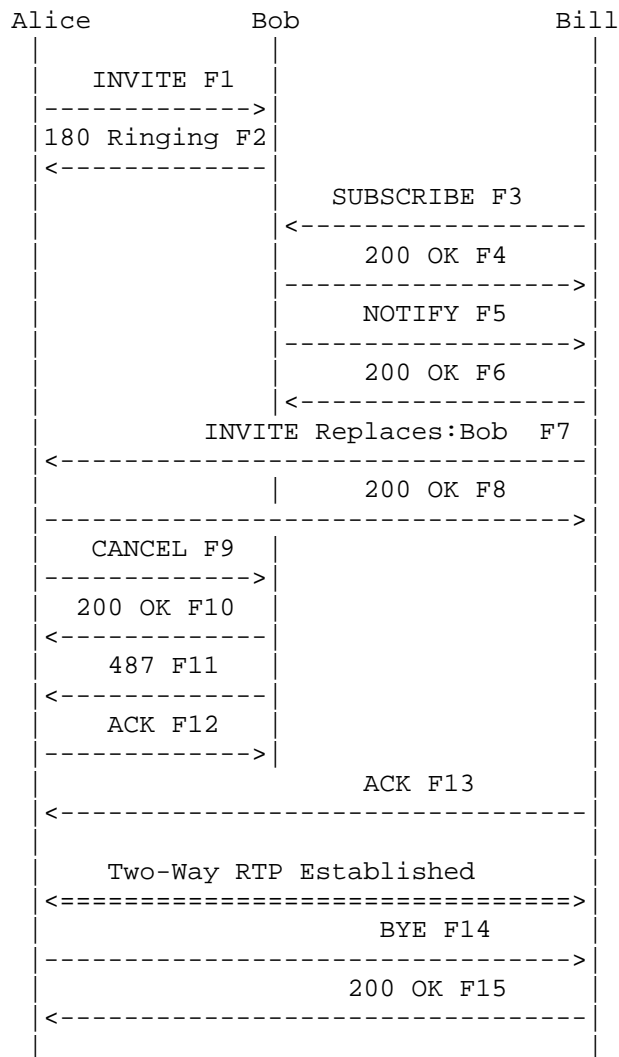 Alice Bob Bill
INVITE F1
180 Ringing F2
SUBSCRIBE F3
200 OK F4
NOTIFY F5
200 OK F6
INVITE Replaces:Bob F7
200 OK F8
CANCEL F9
200 OK F10
487 F11
ACK F12
ACK F13
Two-Way RTP Established
BYE F14
200 OK F15